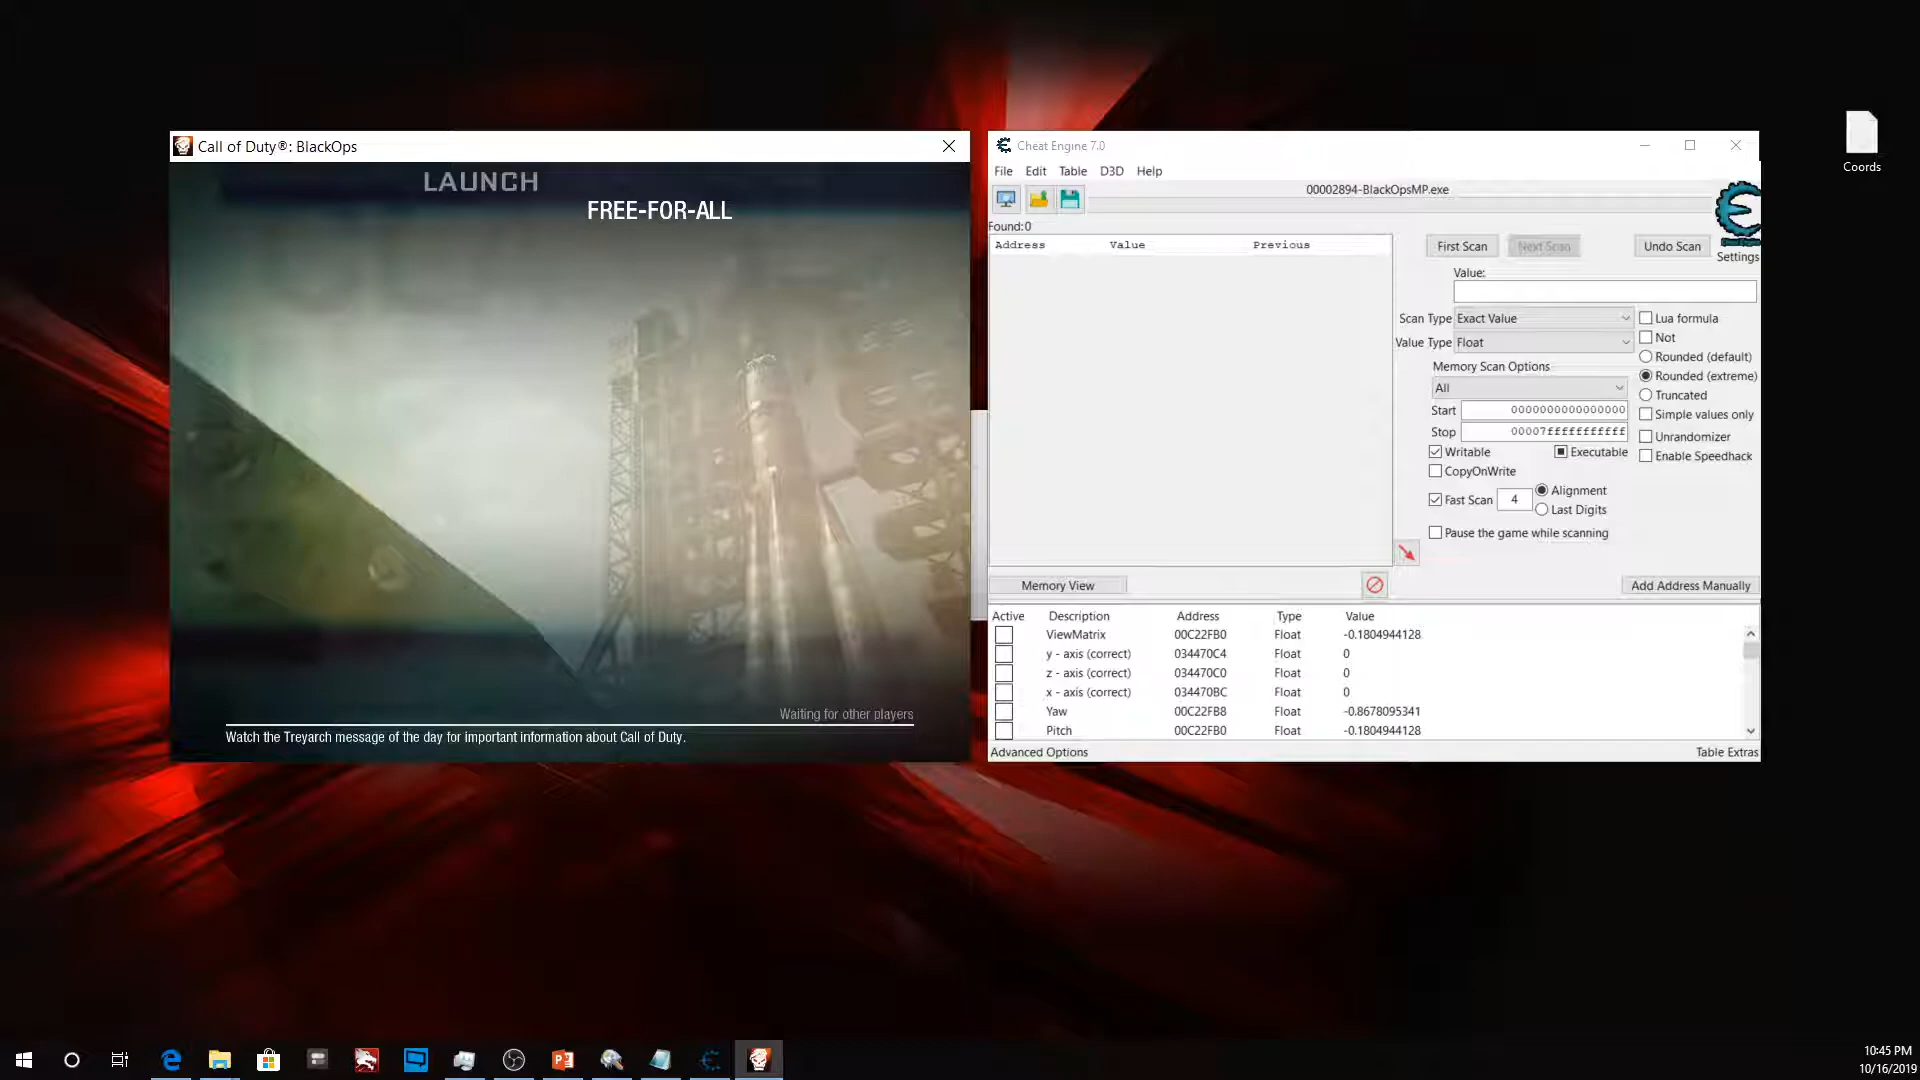 Coords
Call of Duty®: BlackOps
LAUNCH
FREE-FOR-ALL
Waiting for other players
Watch the Treyarch message of the day for important information about Call of Duty.
Cheat Engine 7.0
File Edit Table D3D Help
00002894-BlackOpsMP.exe
Found:0
Address Value Previous
First Scan Next Scan Undo Scan
Settings
Value:
Scan Type Exact Value
Lua formula
Not
Value Type Float
Rounded (default)
Memory Scan Options
Rounded (extreme)
All
Truncated
Start 0000000000000000
Simple values only
Stop 00007fffffffffff
Unrandomizer
Writable Executable
Enable Speedhack
CopyOnWrite
Fast Scan 4 Alignment
Last Digits
Pause the game while scanning
Memory View
Add Address Manually
Active Description Address Type Value
ViewMatrix 00C22FB0 Float -0.1804944128
y - axis (correct) 034470C4 Float 0
z - axis (correct) 034470C0 Float 0
x - axis (correct) 034470BC Float 0
Yaw 00C22FB8 Float -0.8678095341
Pitch 00C22FB0 Float -0.1804944128
Advanced Options Table Extras
10:45 PM
10/16/2019